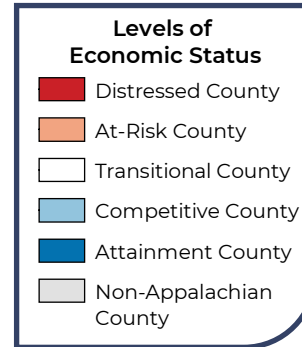 Levels of
Economic Status
Distressed County
At-Risk County
Transitional County
Competitive County
Attainment County
Non-Appalachian
County